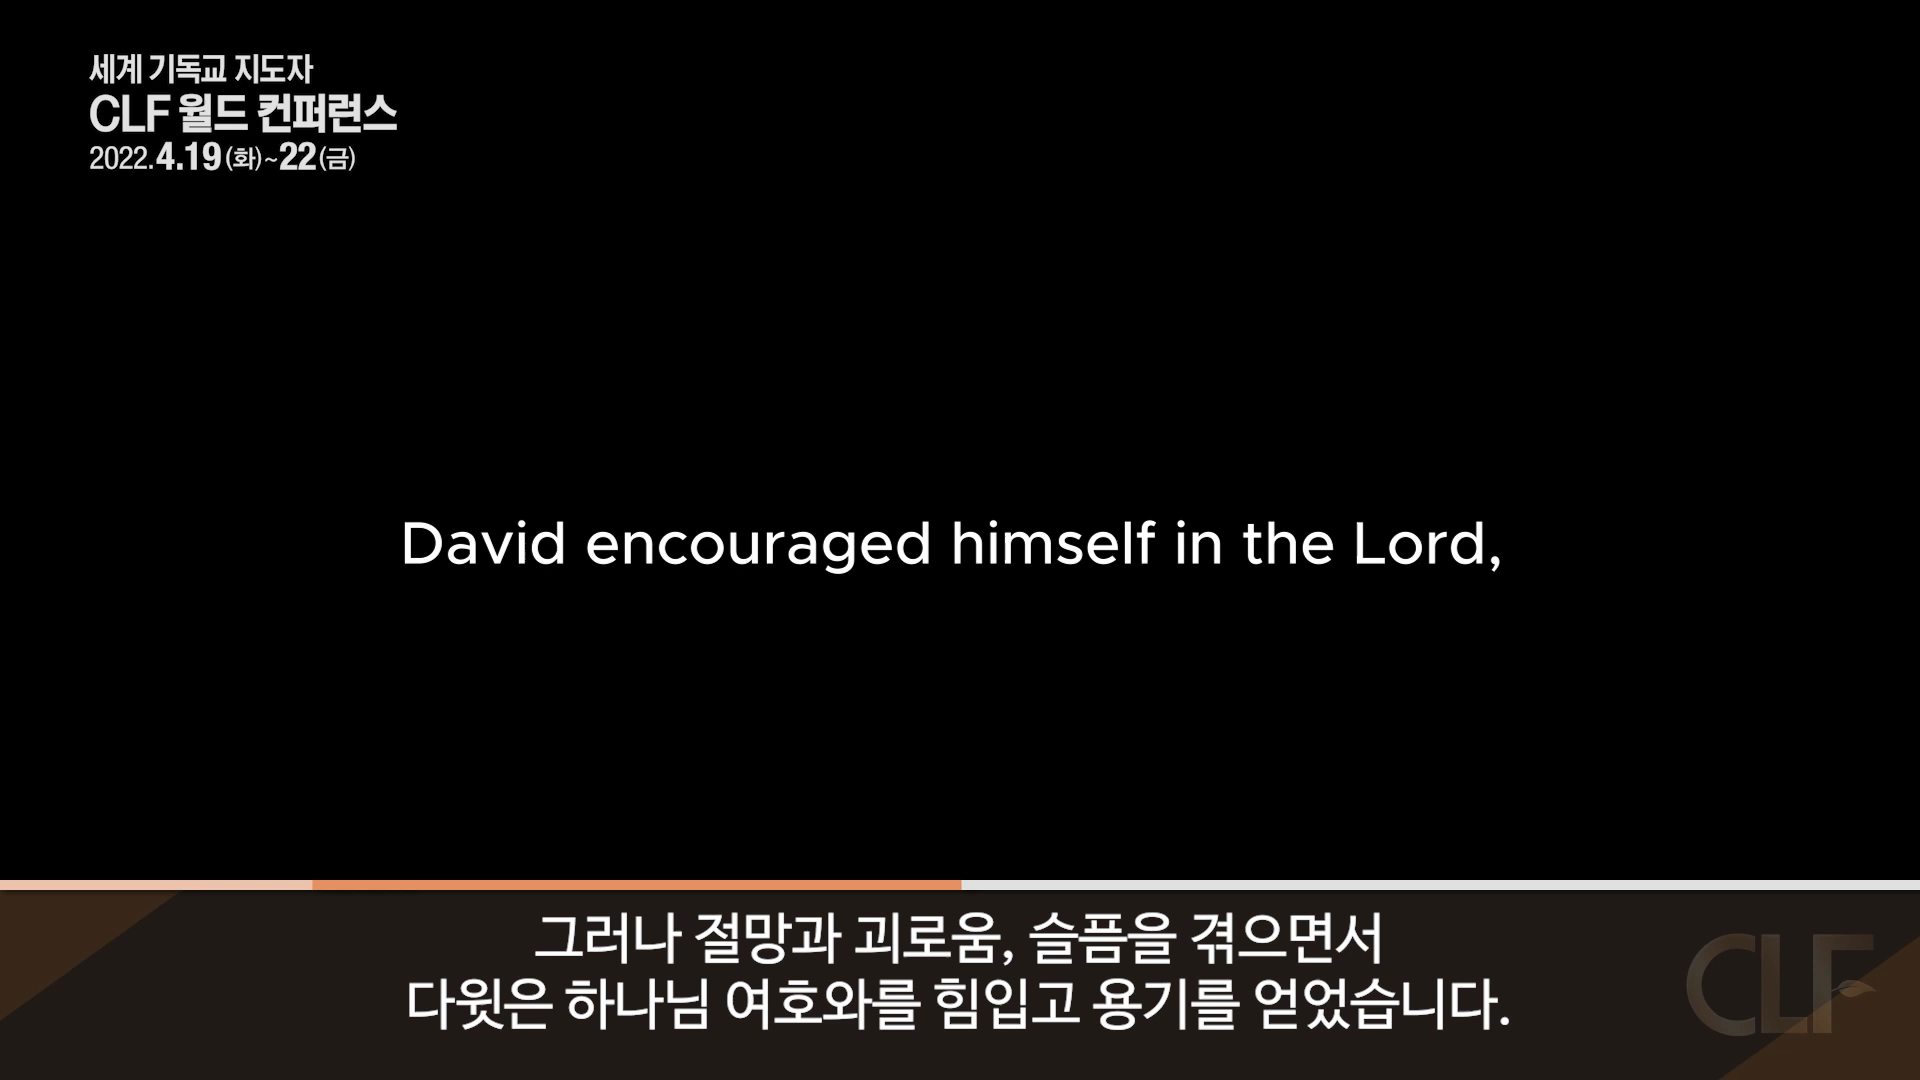 세계 기독교 지도자
CLF 월드 컨퍼런스
2022.4.19(화)~22(금)
David encouraged himself in the Lord,
그러나 절망과 괴로움, 슬픔을 겪으면서
다윗은 하나님 여호와를 힘입고 용기를 얻었습니다.
CLF